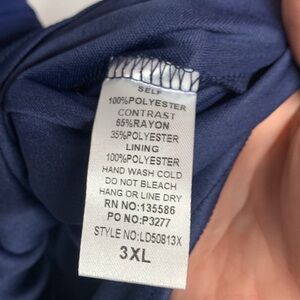 SELF
100%POLYESTER
CONTRAST
65%RAYON
35%POLYESTER
LINING
100%POLYESTER
HAND WASH COLD
DO NOT BLEACH
HANG OR LINE DRY
RN NO:135586
PO NO:P3277
STYLE NO:LD50813X
3XL